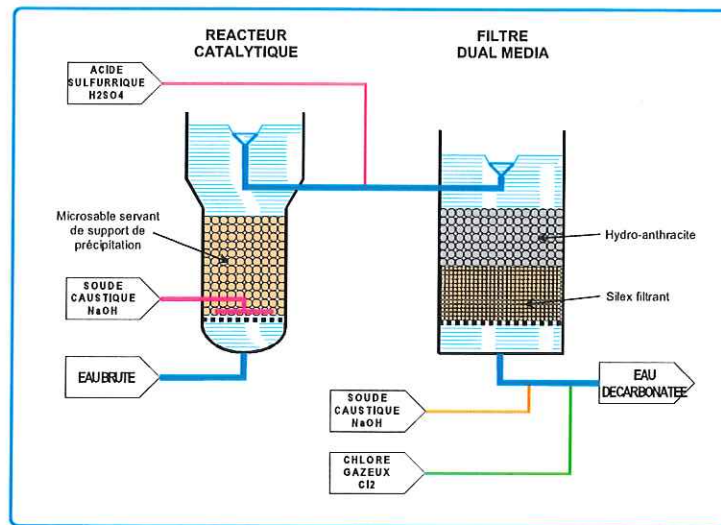 REACTEUR
CATALYTIQUE
FILTRE
DUAL MEDIA
ACIDE
SULFURRIQUE
H2SO4
Microsable servant
de support de
précipitation
Hydro-anthracite
SOUDE
CAUSTIQUE
NaOH
Silex filtrant
EAU BRUTE
EAU
DECARBONATEE
SOUDE
CAUSTIQUE
NaOH
CHLORE
GAZEUX
Cl2